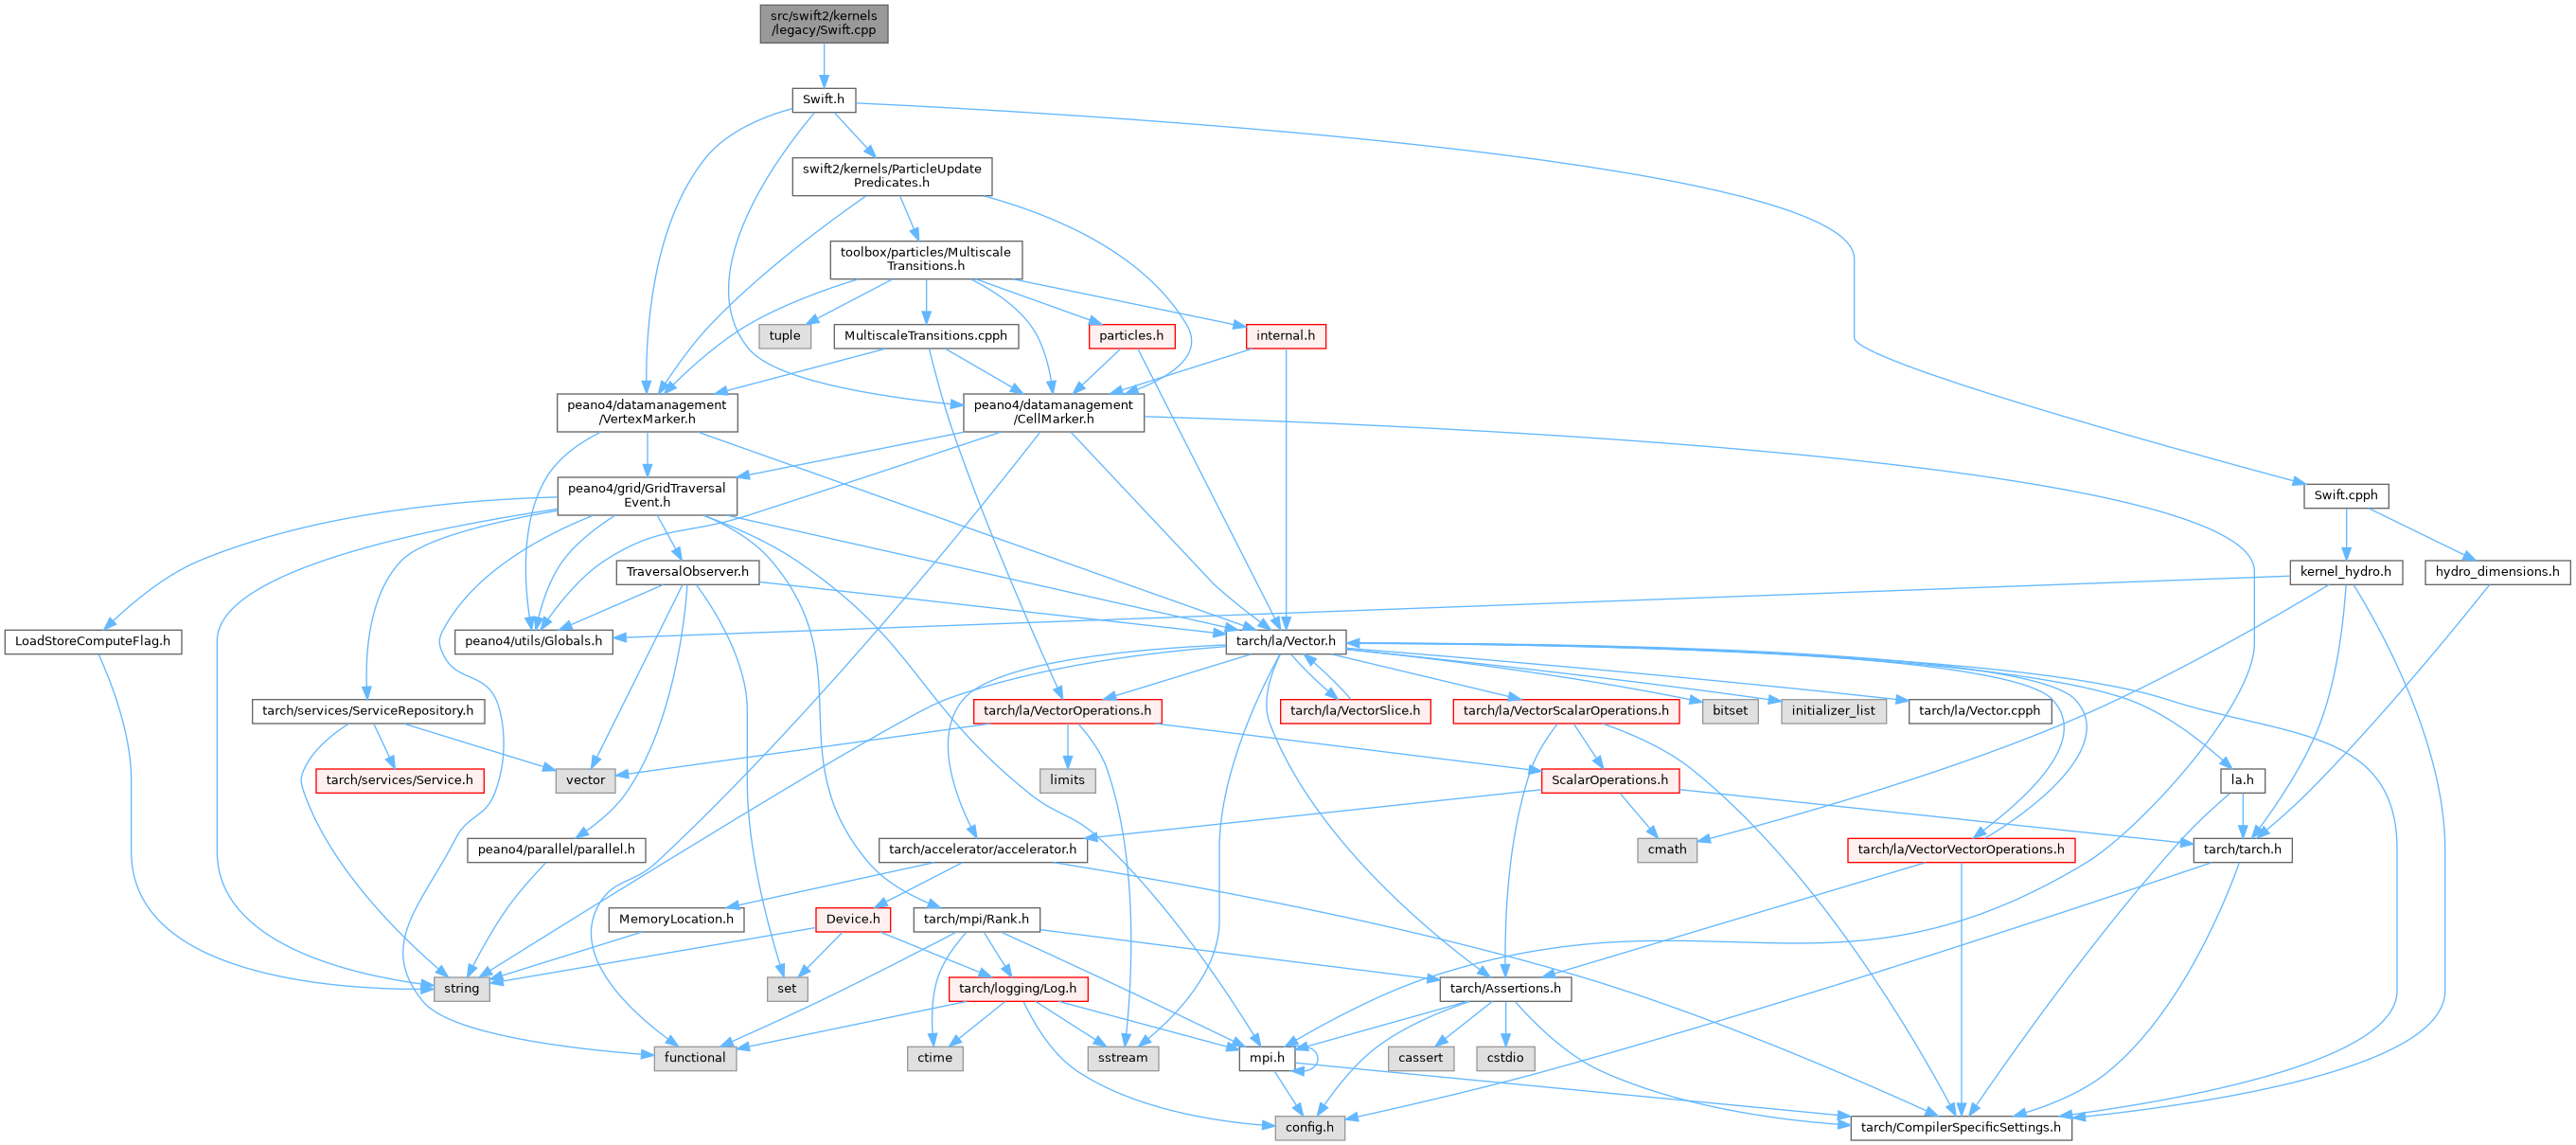 src/swift2/kernels
/legacy/Swift.cpp
Swift.h
swift2/kernels/ParticleUpdate
Predicates.h
toolbox/particles/Multiscale
Transitions.h
tuple
MultiscaleTransitions.cpph
particles.h
internal.h
peano4/datamanagement
/VertexMarker.h
peano4/datamanagement
/CellMarker.h
peano4/grid/GridTraversal
Event.h
Swift.cpph
TraversalObserver.h
kernel_hydro.h
hydro_dimensions.h
LoadStoreComputeFlag.h
peano4/utils/Globals.h
tarch/la/Vector.h
tarch/services/ServiceRepository.h
tarch/la/VectorOperations.h
tarch/la/VectorSlice.h
tarch/la/VectorScalarOperations.h
bitset
initializer_list
tarch/la/Vector.cpph
tarch/services/Service.h
vector
limits
ScalarOperations.h
la.h
peano4/parallel/parallel.h
tarch/accelerator/accelerator.h
cmath
tarch/la/VectorVectorOperations.h
tarch/tarch.h
MemoryLocation.h
Device.h
tarch/mpi/Rank.h
string
set
tarch/logging/Log.h
tarch/Assertions.h
functional
ctime
sstream
mpi.h
cassert
cstdio
config.h
tarch/CompilerSpecificSettings.h